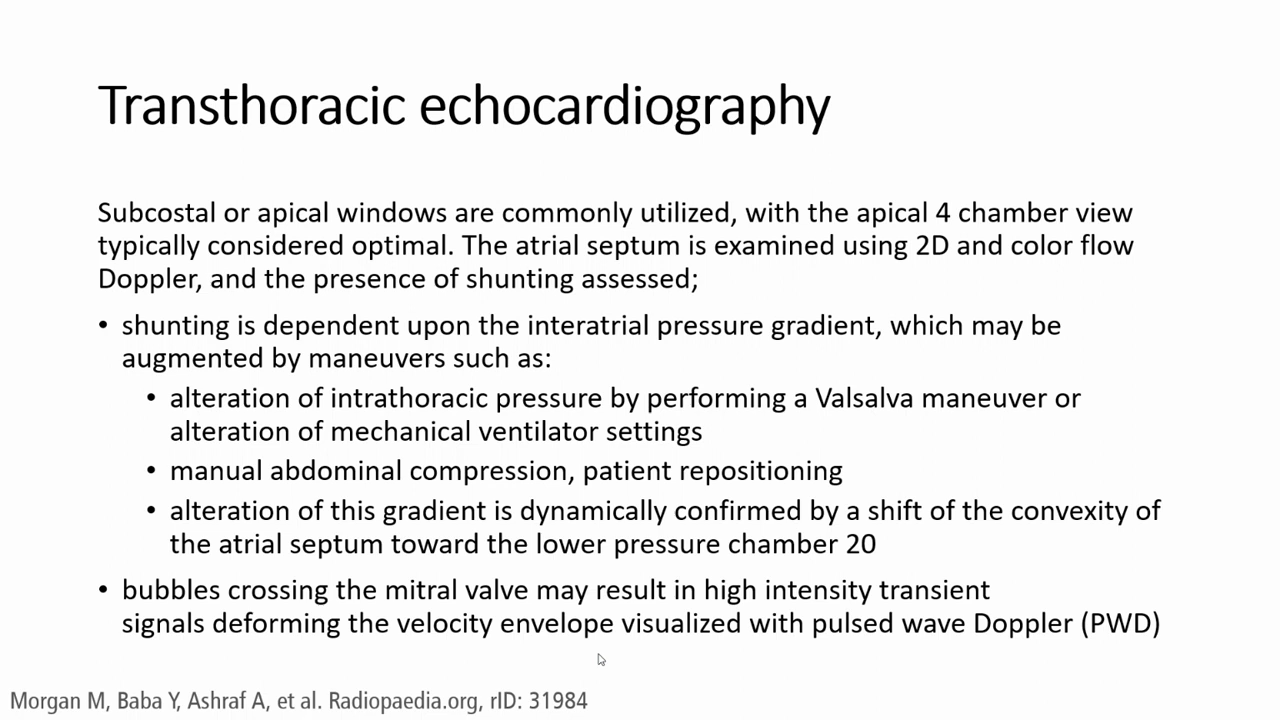 Transthoracic echocardiography
Subcostal or apical windows are commonly utilized, with the apical 4 chamber view
typically considered optimal. The atrial septum is examined using 2D and color flow
Doppler, and the presence of shunting assessed;
• shunting is dependent upon the interatrial pressure gradient, which may be
augmented by maneuvers such as:
• alteration of intrathoracic pressure by performing a Valsalva maneuver or
alteration of mechanical ventilator settings
• manual abdominal compression, patient repositioning
• alteration of this gradient is dynamically confirmed by a shift of the convexity of
the atrial septum toward the lower pressure chamber 20
• bubbles crossing the mitral valve may result in high intensity transient
signals deforming the velocity envelope visualized with pulsed wave Doppler (PWD)
Morgan M, Baba Y, Ashraf A, et al. Radiopaedia.org, rID: 31984